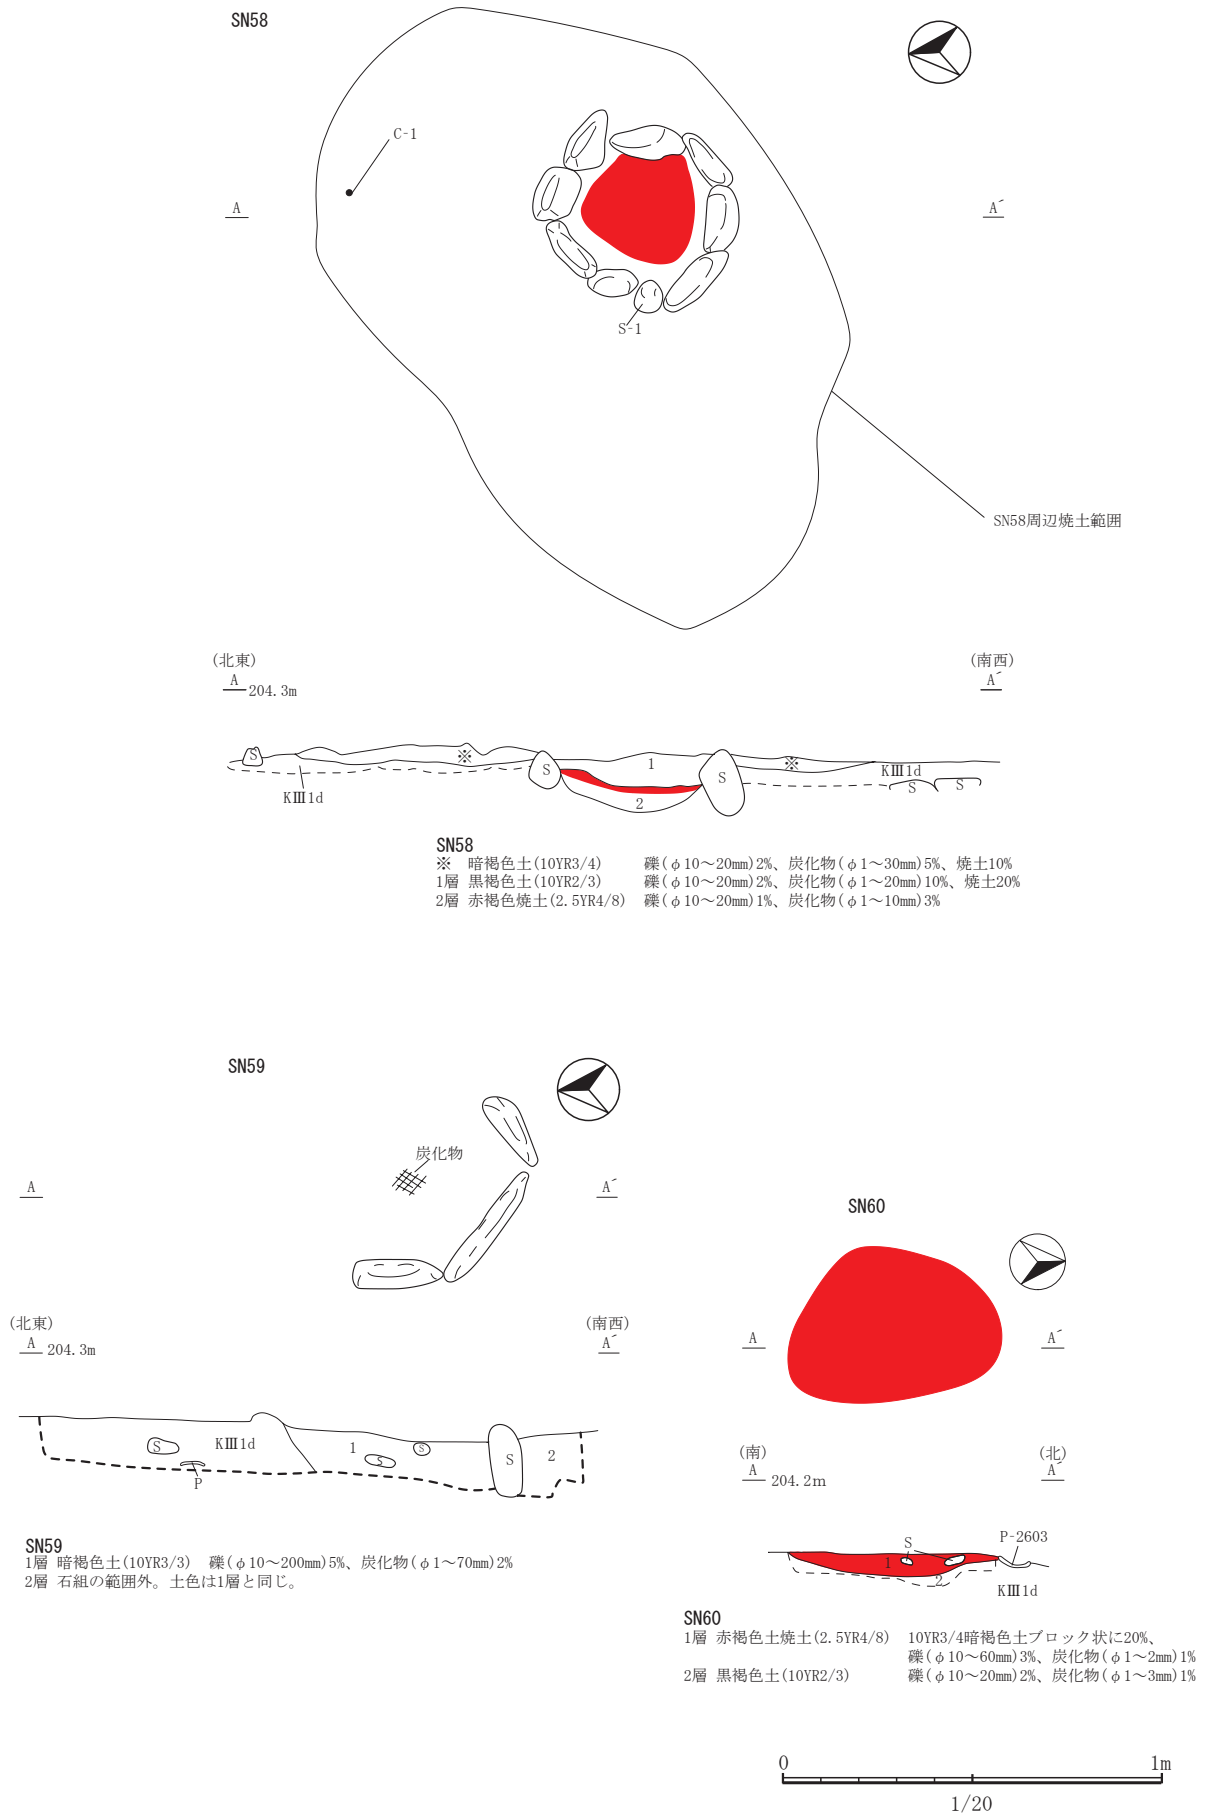 SN58
C-1
A
A´
S-1
SN58周辺焼土範囲
(北東)
(南西)
A
204.3m
A´
S
※
S
1
S
※
KⅢ1d
KⅢ1d
2
S
S
SN58
※ 暗褐色土(10YR3/4) 礫(φ10～20mm)2%、炭化物(φ1～30mm)5%、焼土10%
1層 黒褐色土(10YR2/3) 礫(φ10～20mm)2%、炭化物(φ1～20mm)10%、焼土20%
2層 赤褐色焼土(2.5YR4/8) 礫(φ10～20mm)1%、炭化物(φ1～10mm)3%
SN59
炭化物
A
A´
(北東)
(南西)
A
204.3m
A´
S
KⅢ1d
1
S
S
S
2
P
SN59
1層 暗褐色土(10YR3/3) 礫(φ10～200mm)5%、炭化物(φ1～70mm)2%
2層 石組の範囲外。土色は1層と同じ。
SN60
A
A´
(南)
(北)
A
204.2m
A´
S
P-2603
1
2
KⅢ1d
SN60
1層 赤褐色土焼土(2.5YR4/8) 10YR3/4暗褐色土ブロック状に20%、
礫(φ10～60mm)3%、炭化物(φ1～2mm)1%
2層 黒褐色土(10YR2/3) 礫(φ10～20mm)2%、炭化物(φ1～3mm)1%
0
1m
1/20